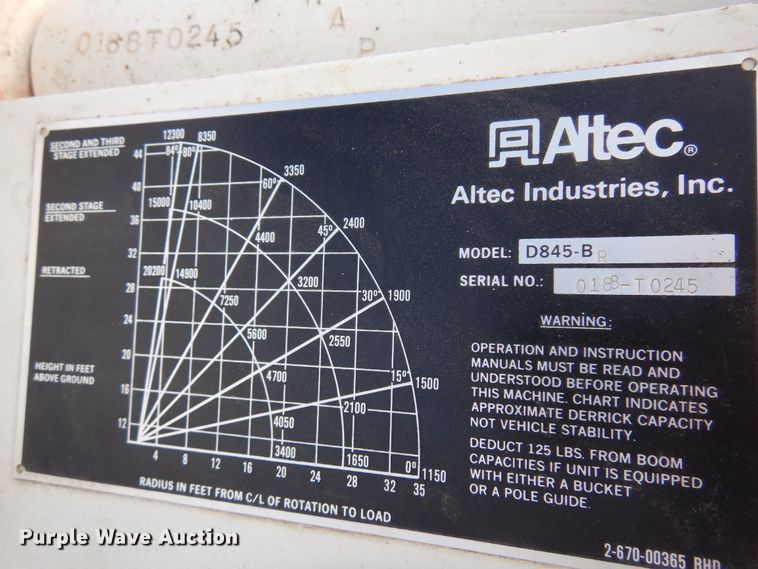 0188T0245
R
A
P
SECOND AND THIRD
STAGE EXTENDED
44
12300
84°
80°
8350
40
60°
3350
SECOND STAGE
EXTENDED
36
15000
10400
4400
45°
2400
32
RETRACTED
28
20200
14900
7250
3200
30°
1900
24
5600
2550
20
HEIGHT IN FEET
ABOVE GROUND
16
4700
2100
15°
1500
12
4050
3400
1650
0°
1150
4
8
12
16
20
24
28
32
35
RADIUS IN FEET FROM C/L OF ROTATION TO LOAD
Altec®
Altec Industries, Inc.
MODEL: D845-BR
SERIAL NO.: 0188-T0245
WARNING:
OPERATION AND INSTRUCTION
MANUALS MUST BE READ AND
UNDERSTOOD BEFORE OPERATING
THIS MACHINE. CHART INDICATES
APPROXIMATE DERRICK CAPACITY
NOT VEHICLE STABILITY.
DEDUCT 125 LBS. FROM BOOM
CAPACITIES IF UNIT IS EQUIPPED
WITH EITHER A BUCKET
OR A POLE GUIDE.
2-670-00365 RHD
Purple Wave Auction